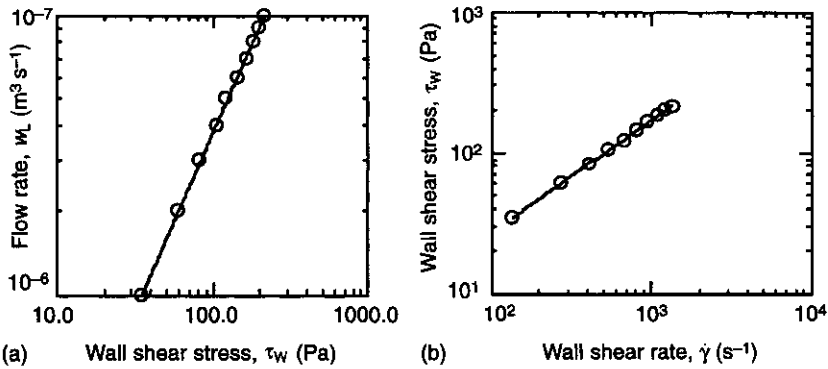 10⁻⁷
Flow rate, w_L (m³ s⁻¹)
10⁻⁶
10.0
100.0
1000.0
(a)
Wall shear stress, τ_W (Pa)
10³
Wall shear stress, τ_W (Pa)
10²
10¹
10²
10³
10⁴
(b)
Wall shear rate, γ̇ (s⁻¹)